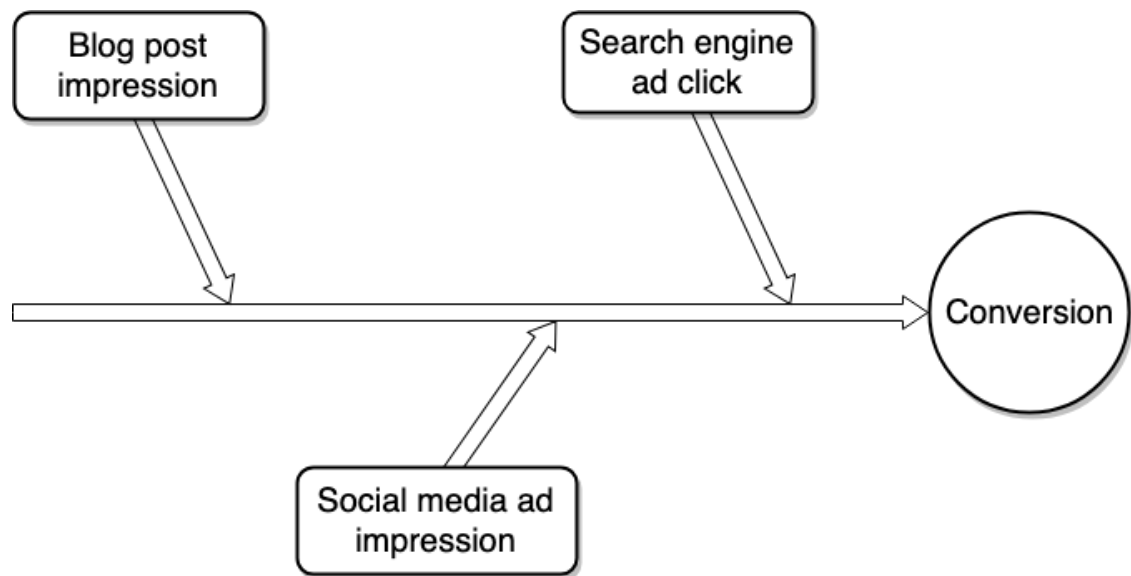 Blog post
impression
Search engine
ad click
Conversion
Social media ad
impression